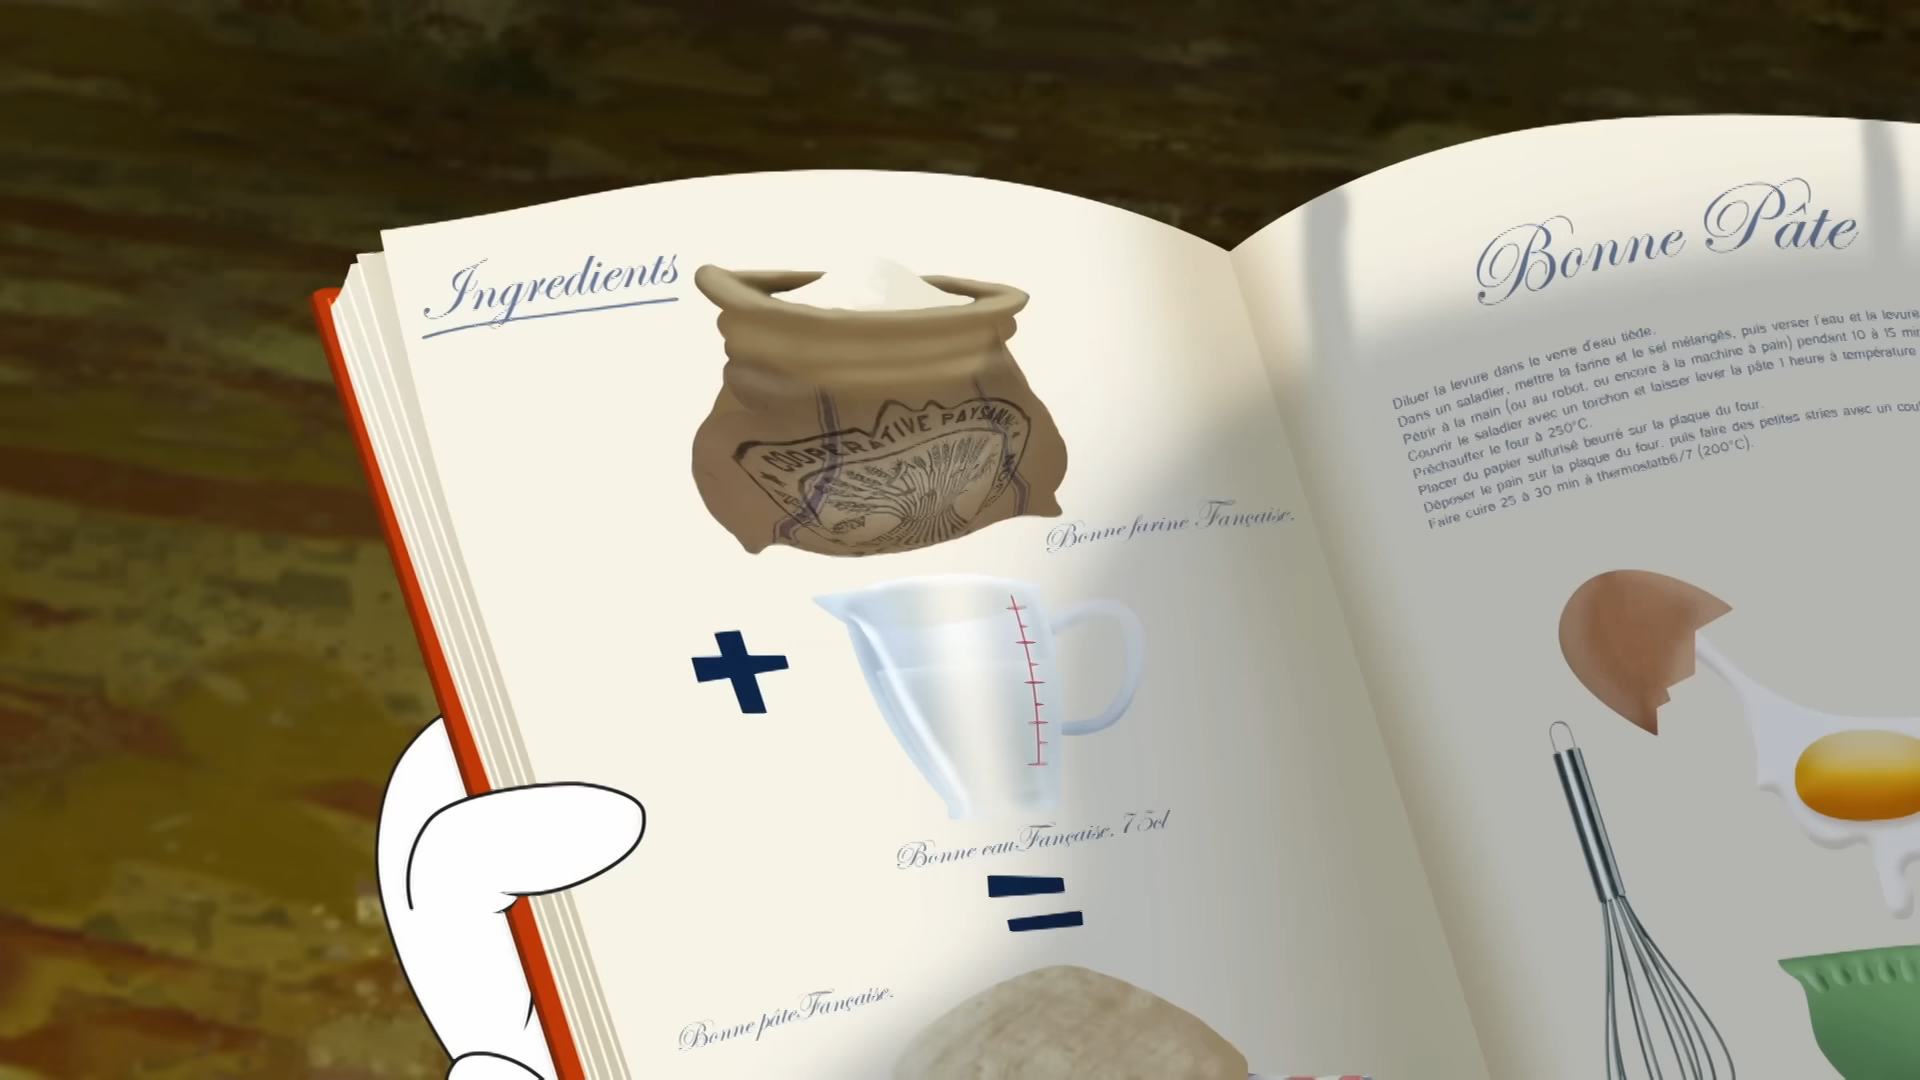 Ingredients
COOPERATIVE PAYSANN
Bonne farine Fançaise.
Bonne eau Fançaise. 75cl
Bonne pâte Fançaise.
Bonne Pâte
Diluer la levure dans le verre d'eau tiède.
Dans un saladier, mettre la farine et le sel mélangés, puis verser l'eau et la levure
Pétrir à la main (ou au robot, ou encore à la machine à pain) pendant 10 à 15 min
Couvrir le saladier avec un torchon et laisser lever la pâte 1 heure à température
Préchauffer le four à 250°C.
Placer du papier sulfurisé beurré sur la plaque du four.
Déposer le pain sur la plaque du four, puis faire des petites stries avec un cout
Faire cuire 25 à 30 min à thermostatb6/7 (200°C).